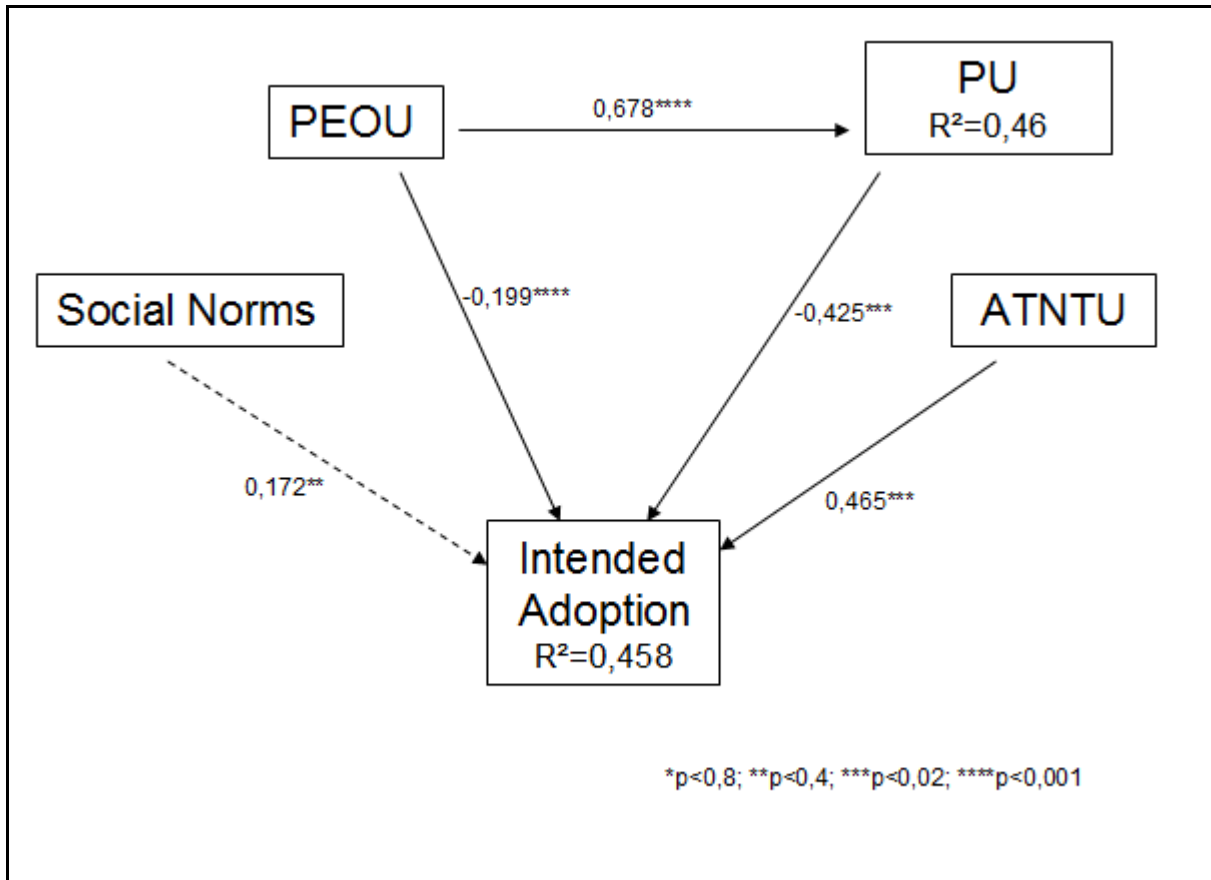 PEOU
0,678****
PU
R²=0,46
Social Norms
-0,199****
-0,425***
ATNTU
0,172**
0,465***
Intended
Adoption
R²=0,458
*p<0,8; **p<0,4; ***p<0,02; ****p<0,001